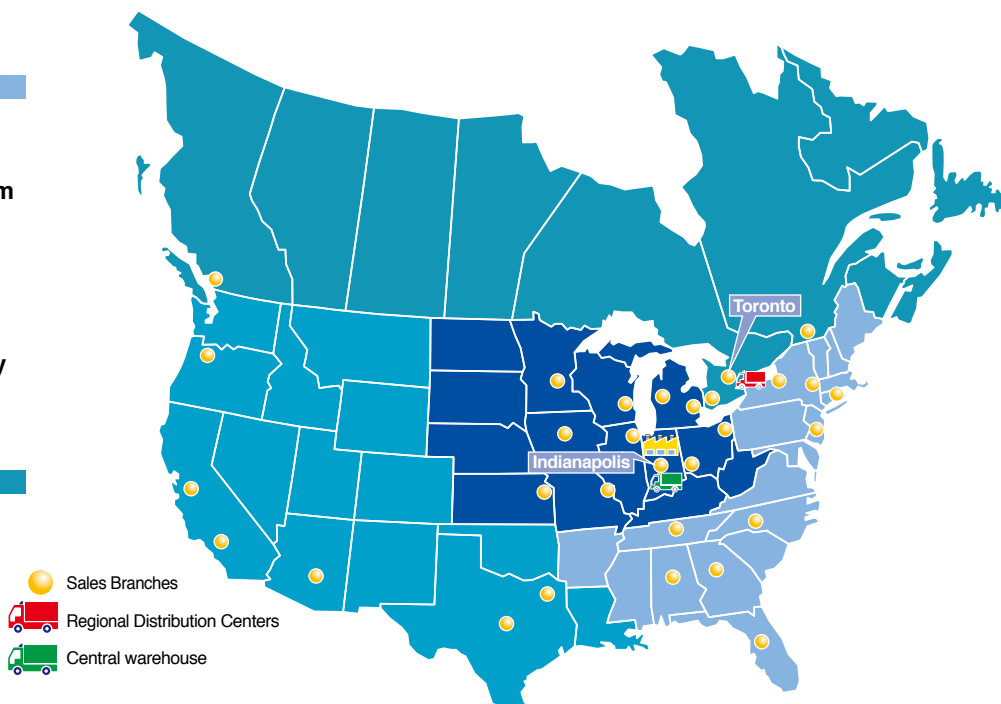 m
y
Toronto
Indianapolis
Sales Branches
Regional Distribution Centers
Central warehouse